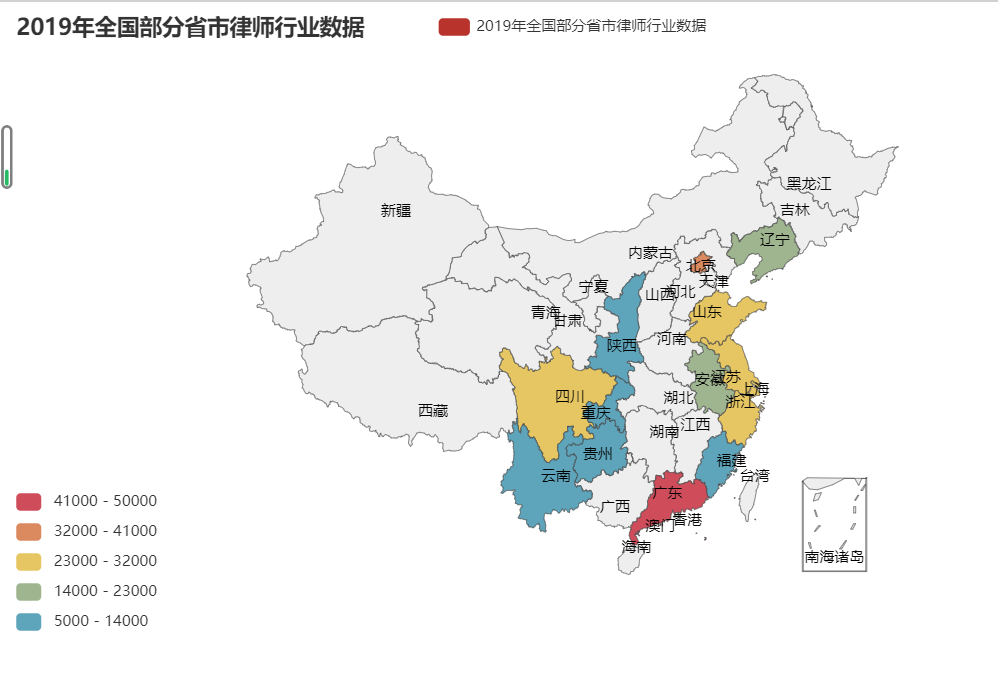 2019年全国部分省市律师行业数据
2019年全国部分省市律师行业数据
黑龙江
新疆
吉林
辽宁
内蒙古
北京
天津
宁夏
山西
河北
青海
甘肃
山东
河南
陕西
安徽
江苏
上海
四川
湖北
浙江
西藏
重庆
江西
湖南
贵州
福建
云南
台湾
广东
广西
香港
澳门
海南
南海诸岛
41000 - 50000
32000 - 41000
23000 - 32000
14000 - 23000
5000 - 14000